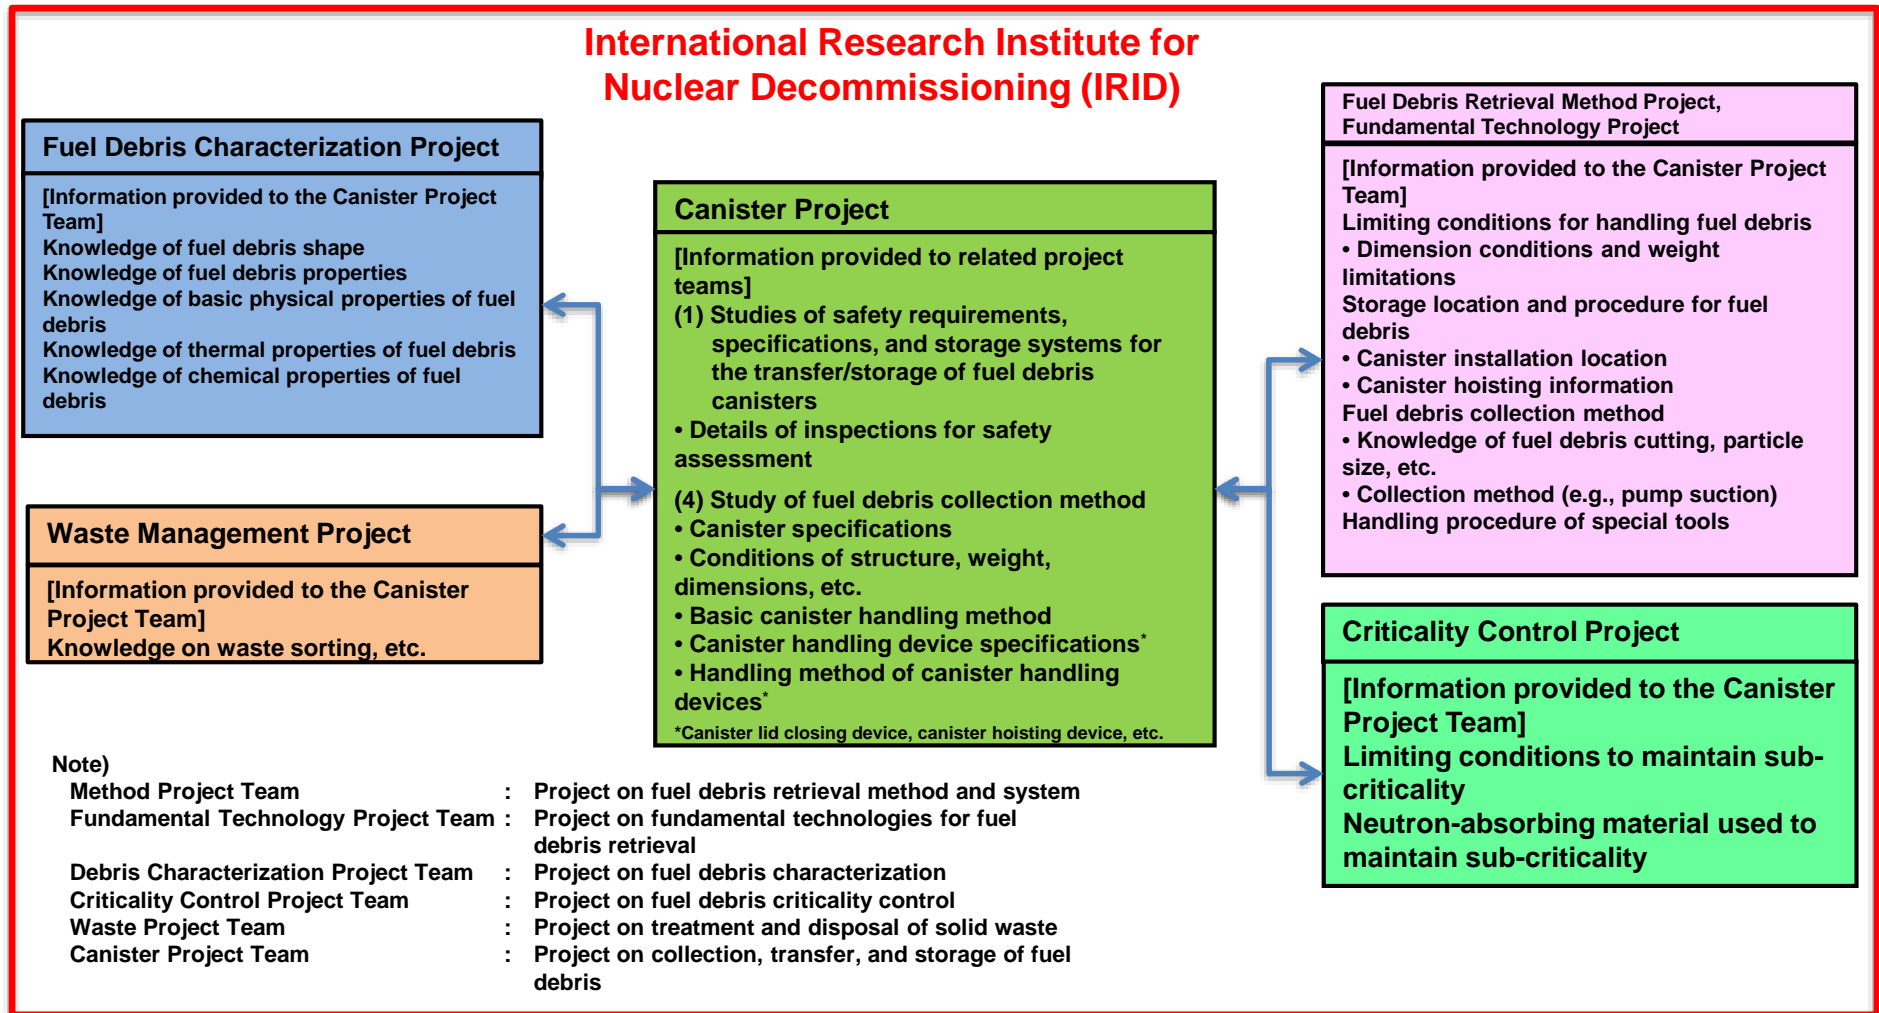 International Research Institute for
Nuclear Decommissioning (IRID)
Fuel Debris Characterization Project
[Information provided to the Canister Project
Team]
Knowledge of fuel debris shape
Knowledge of fuel debris properties
Knowledge of basic physical properties of fuel
debris
Knowledge of thermal properties of fuel debris
Knowledge of chemical properties of fuel
debris
Waste Management Project
[Information provided to the Canister
Project Team]
Knowledge on waste sorting, etc.
Canister Project
[Information provided to related project
teams]
(1) Studies of safety requirements,
specifications, and storage systems for
the transfer/storage of fuel debris
canisters
• Details of inspections for safety
assessment
(4) Study of fuel debris collection method
• Canister specifications
• Conditions of structure, weight,
dimensions, etc.
• Basic canister handling method
• Canister handling device specifications*
• Handling method of canister handling
devices*
*Canister lid closing device, canister hoisting device, etc.
Fuel Debris Retrieval Method Project,
Fundamental Technology Project
[Information provided to the Canister Project
Team]
Limiting conditions for handling fuel debris
• Dimension conditions and weight
limitations
Storage location and procedure for fuel
debris
• Canister installation location
• Canister hoisting information
Fuel debris collection method
• Knowledge of fuel debris cutting, particle
size, etc.
• Collection method (e.g., pump suction)
Handling procedure of special tools
Criticality Control Project
[Information provided to the Canister
Project Team]
Limiting conditions to maintain sub-
criticality
Neutron-absorbing material used to
maintain sub-criticality
Note)
Method Project Team : Project on fuel debris retrieval method and system
Fundamental Technology Project Team : Project on fundamental technologies for fuel
debris retrieval
Debris Characterization Project Team : Project on fuel debris characterization
Criticality Control Project Team : Project on fuel debris criticality control
Waste Project Team : Project on treatment and disposal of solid waste
Canister Project Team : Project on collection, transfer, and storage of fuel
debris